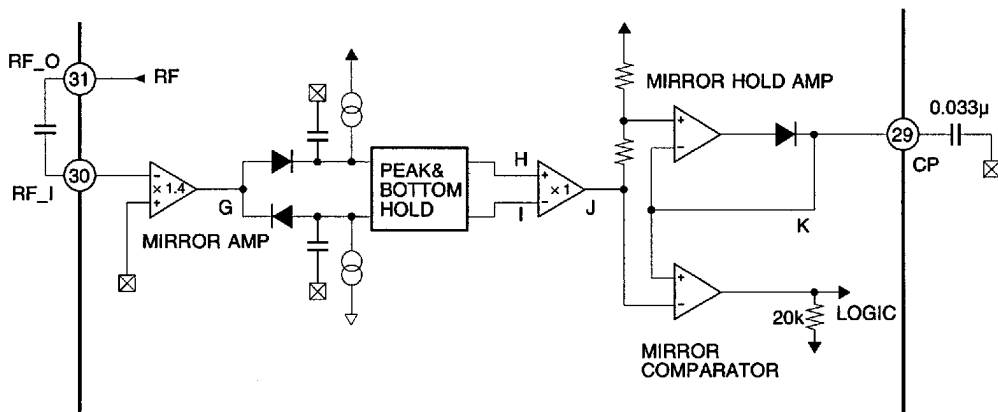 RF_O
31
RF
RF_I
30
-
+
× 1.4
G
MIRROR AMP
PEAK&
BOTTOM
HOLD
H
I
+
-
× 1
J
MIRROR HOLD AMP
+
-
K
29
CP
0.033µ
+
-
20k
LOGIC
MIRROR
COMPARATOR